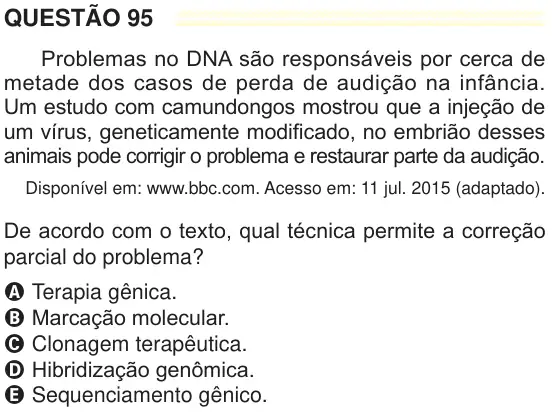 QUESTÃO 95
Problemas no DNA são responsáveis por cerca de
metade dos casos de perda de audição na infância.
Um estudo com camundongos mostrou que a injeção de
um vírus, geneticamente modificado, no embrião desses
animais pode corrigir o problema e restaurar parte da audição.
Disponível em: www.bbc.com. Acesso em: 11 jul. 2015 (adaptado).
De acordo com o texto, qual técnica permite a correção
parcial do problema?
A Terapia gênica.
B Marcação molecular.
C Clonagem terapêutica.
D Hibridização genômica.
E Sequenciamento gênico.